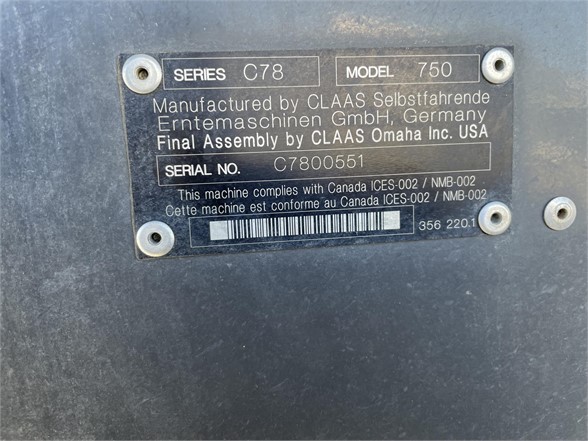 SERIES C78 MODEL 750
Manufactured by CLAAS Selbstfahrende
Erntemaschinen GmbH, Germany
Final Assembly by CLAAS Omaha Inc. USA
SERIAL NO. C7800551
This machine complies with Canada ICES-002 / NMB-002
Cette machine est conforme au Canada ICES-002 / NMB-002
356 220.1